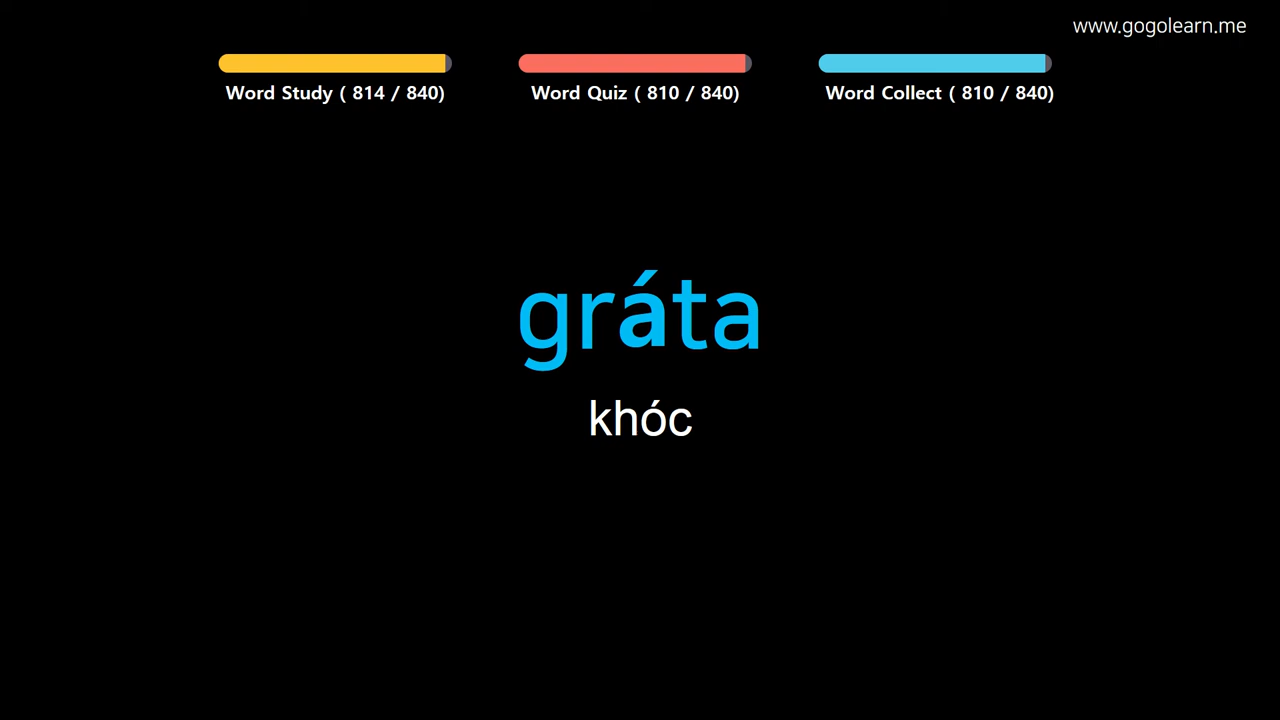 www.gogolearn.me
Word Study ( 814 / 840)
Word Quiz ( 810 / 840)
Word Collect ( 810 / 840)
gráta
khóc